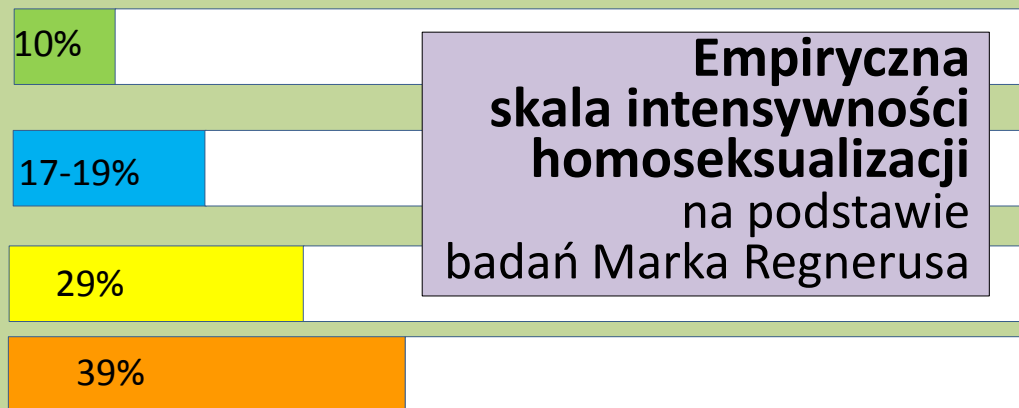 10%
Empiryczna
skala intensywności
homoseksualizacji
na podstawie
badań Marka Regnerusa
17-19%
29%
39%